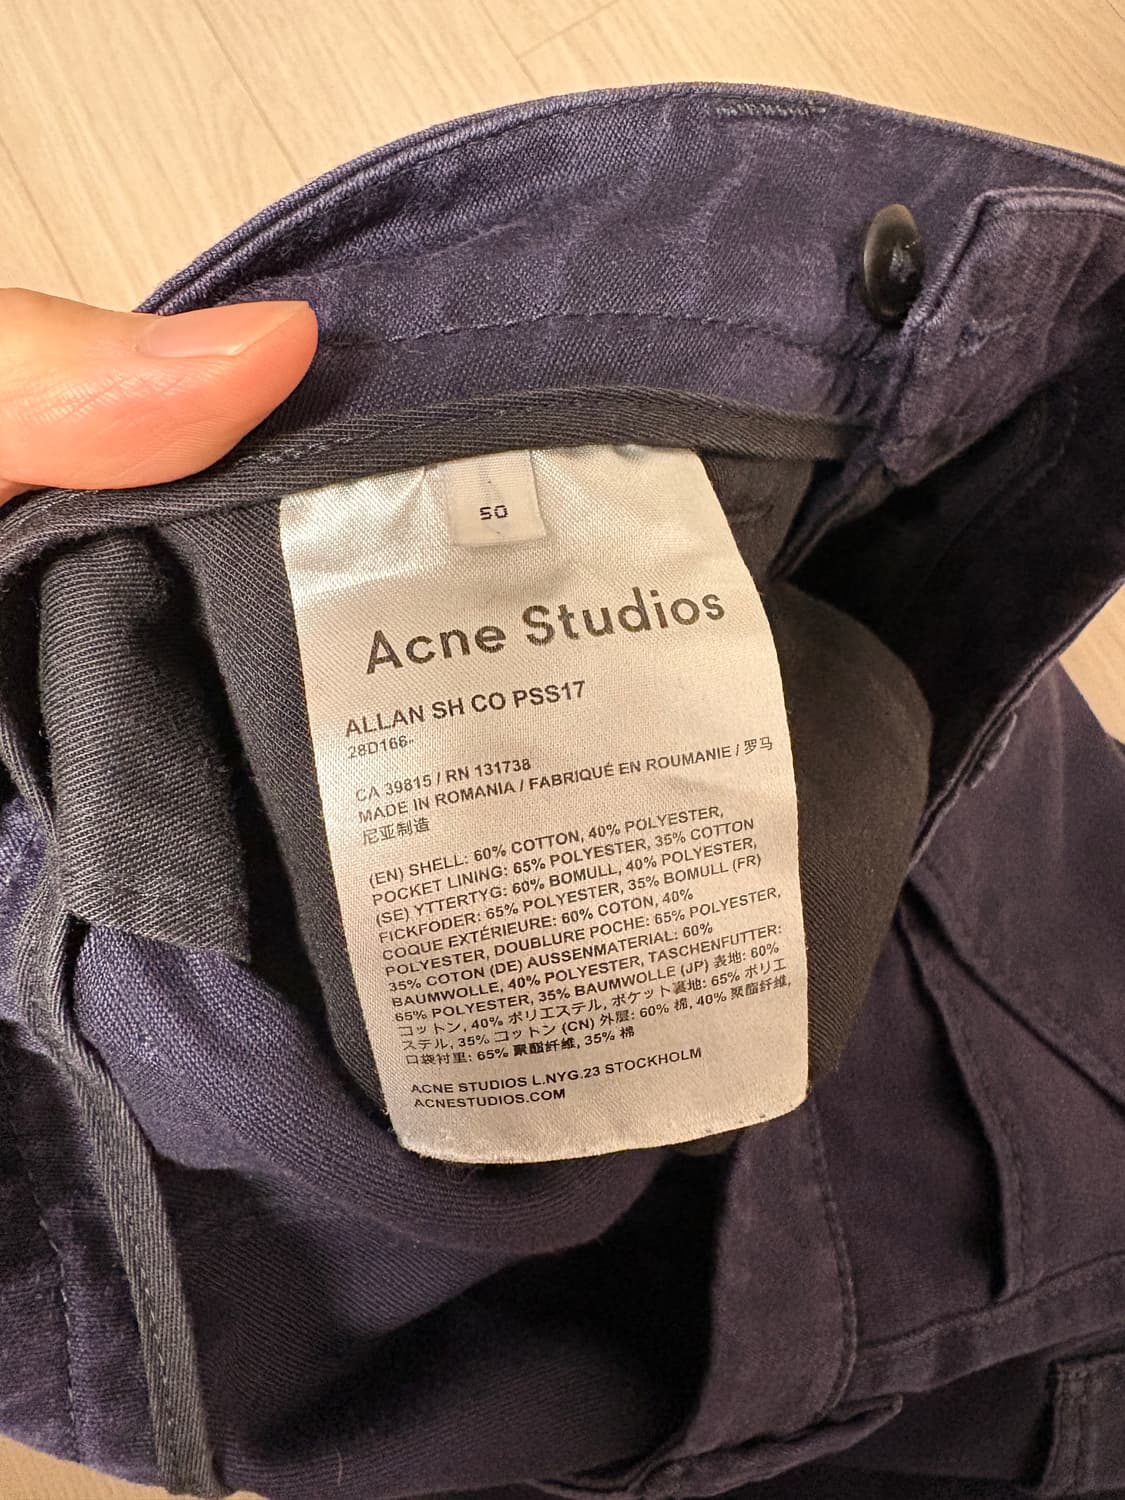 50
Acne Studios
ALLAN SH CO PSS17
28D166-
CA 39815 / RN 131738
MADE IN ROMANIA / FABRIQUÉ EN ROUMANIE / 罗马
尼亚制造
(EN) SHELL: 60% COTTON, 40% POLYESTER,
POCKET LINING: 65% POLYESTER, 35% COTTON
(SE) YTTERTYG: 60% BOMULL, 40% POLYESTER,
FICKFODER: 65% POLYESTER, 35% BOMULL (FR)
COQUE EXTÉRIEURE: 60% COTON, 40%
POLYESTER, DOUBLURE POCHE: 65% POLYESTER,
35% COTON (DE) AUSSENMATERIAL: 60%
BAUMWOLLE, 40% POLYESTER, TASCHENFUTTER:
65% POLYESTER, 35% BAUMWOLLE (JP) 表地: 60%
コットン, 40% ポリエステル, ポケット裏地: 65% ポリエ
ステル, 35% コットン (CN) 外层: 60% 棉, 40% 聚酯纤维,
口袋衬里: 65% 聚酯纤维, 35% 棉
ACNE STUDIOS L.NYG.23 STOCKHOLM
ACNESTUDIOS.COM